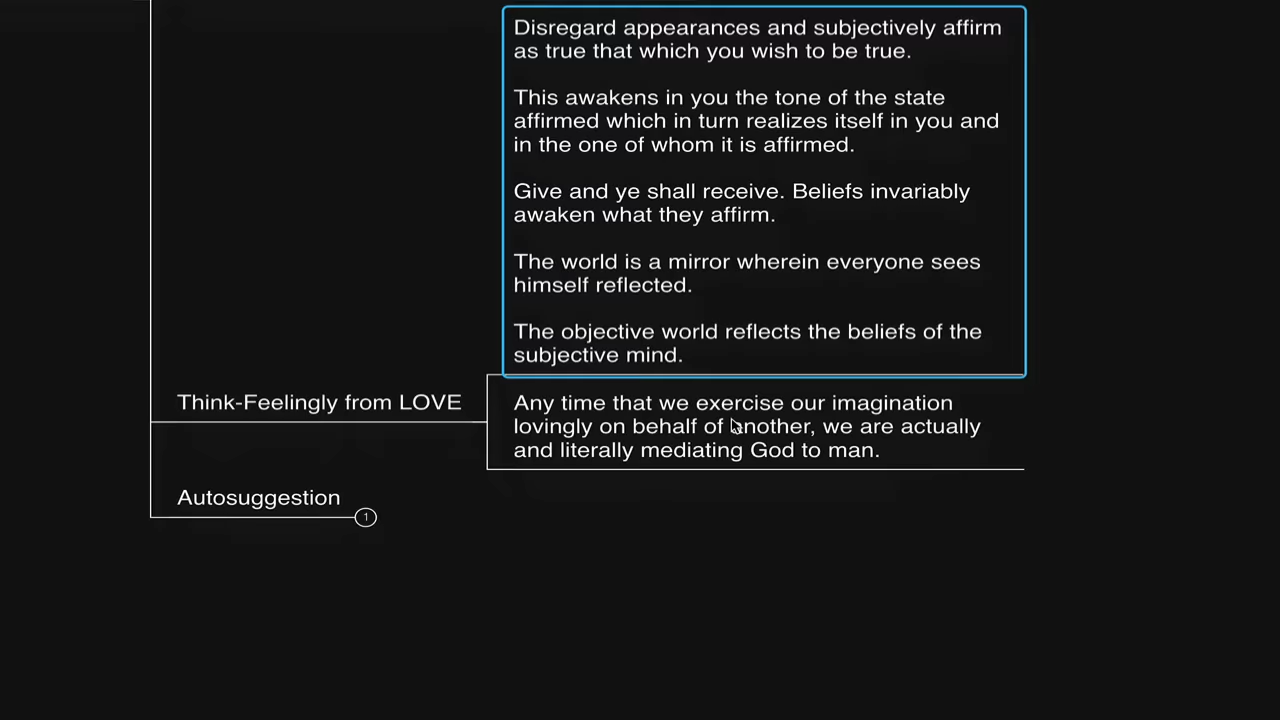 Disregard appearances and subjectively affirm
as true that which you wish to be true.
This awakens in you the tone of the state
affirmed which in turn realizes itself in you and
in the one of whom it is affirmed.
Give and ye shall receive. Beliefs invariably
awaken what they affirm.
The world is a mirror wherein everyone sees
himself reflected.
The objective world reflects the beliefs of the
subjective mind.
Think-Feelingly from LOVE
Any time that we exercise our imagination
lovingly on behalf of another, we are actually
and literally mediating God to man.
Autosuggestion
1